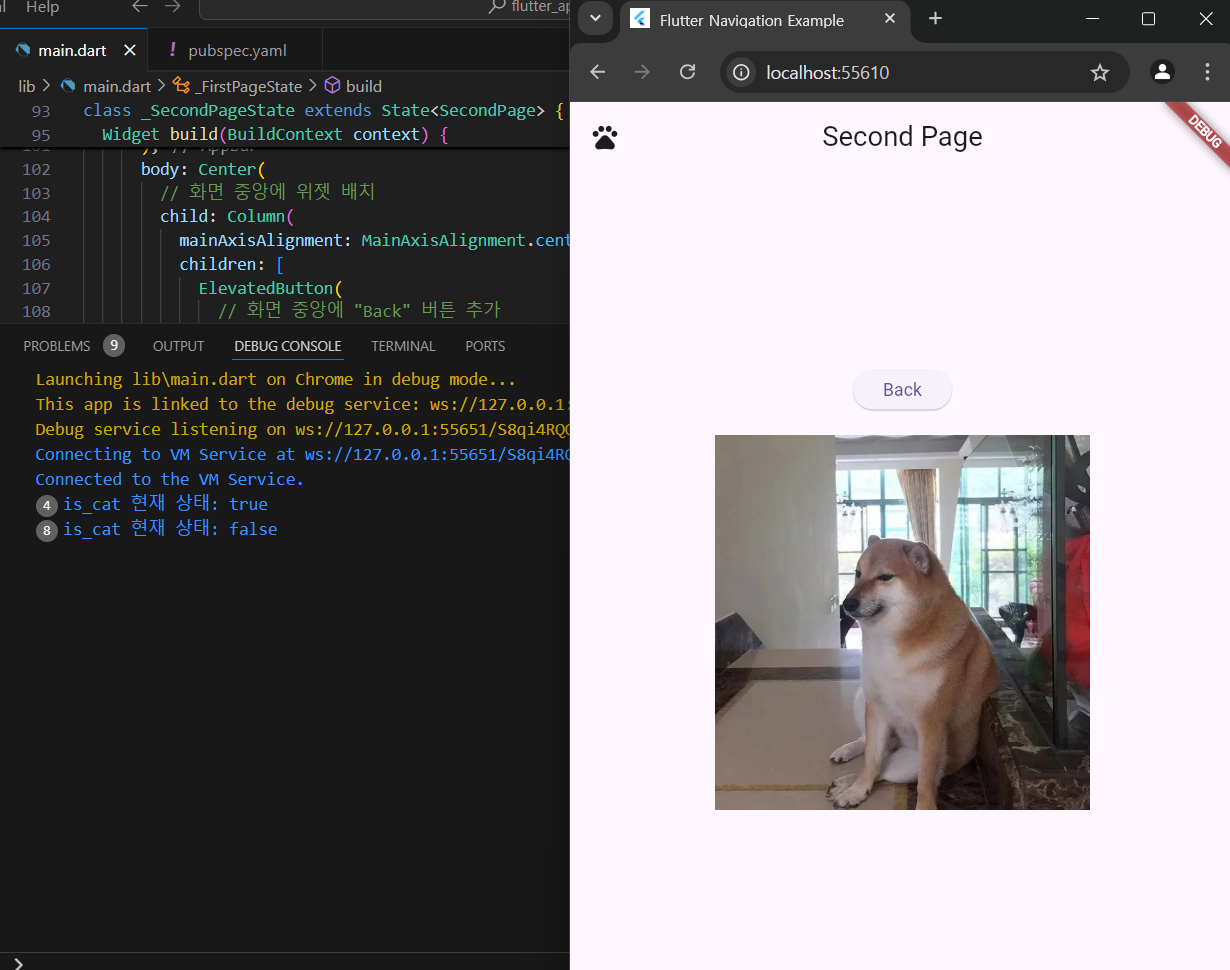 Help
flutter_ap
main.dart
pubspec.yaml
lib > main.dart > _FirstPageState > build
93 class _SecondPageState extends State<SecondPage> {
95 Widget build(BuildContext context) {
101 ); // AppBar
102 body: Center(
103 // 화면 중앙에 위젯 배치
104 child: Column(
105 mainAxisAlignment: MainAxisAlignment.cent
106 children: [
107 ElevatedButton(
108 // 화면 중앙에 "Back" 버튼 추가
PROBLEMS 9 OUTPUT DEBUG CONSOLE TERMINAL PORTS
Launching lib\main.dart on Chrome in debug mode...
This app is linked to the debug service: ws://127.0.0.1:
Debug service listening on ws://127.0.0.1:55651/S8qi4RQ
Connecting to VM Service at ws://127.0.0.1:55651/S8qi4RQ
Connected to the VM Service.
4 is_cat 현재 상태: true
8 is_cat 현재 상태: false
Flutter Navigation Example
localhost:55610
Second Page
DEBUG
Back